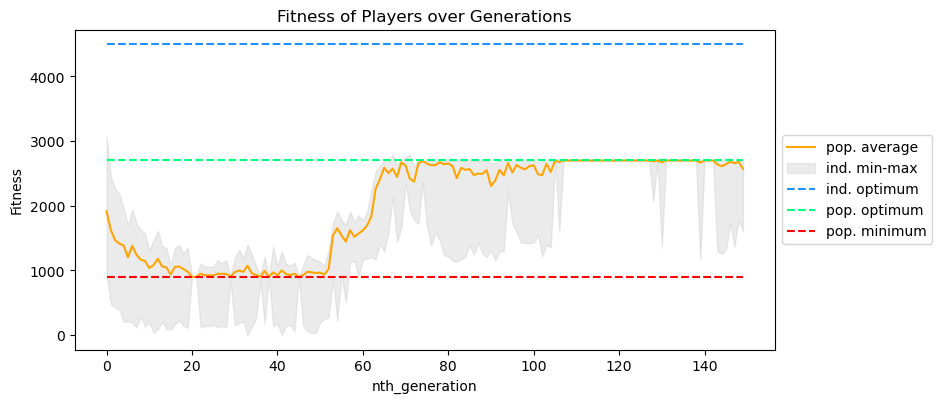 Fitness of Players over Generations
Fitness
4000
3000
2000
1000
0
0 20 40 60 80 100 120 140
nth_generation
pop. average
ind. min-max
ind. optimum
pop. optimum
pop. minimum